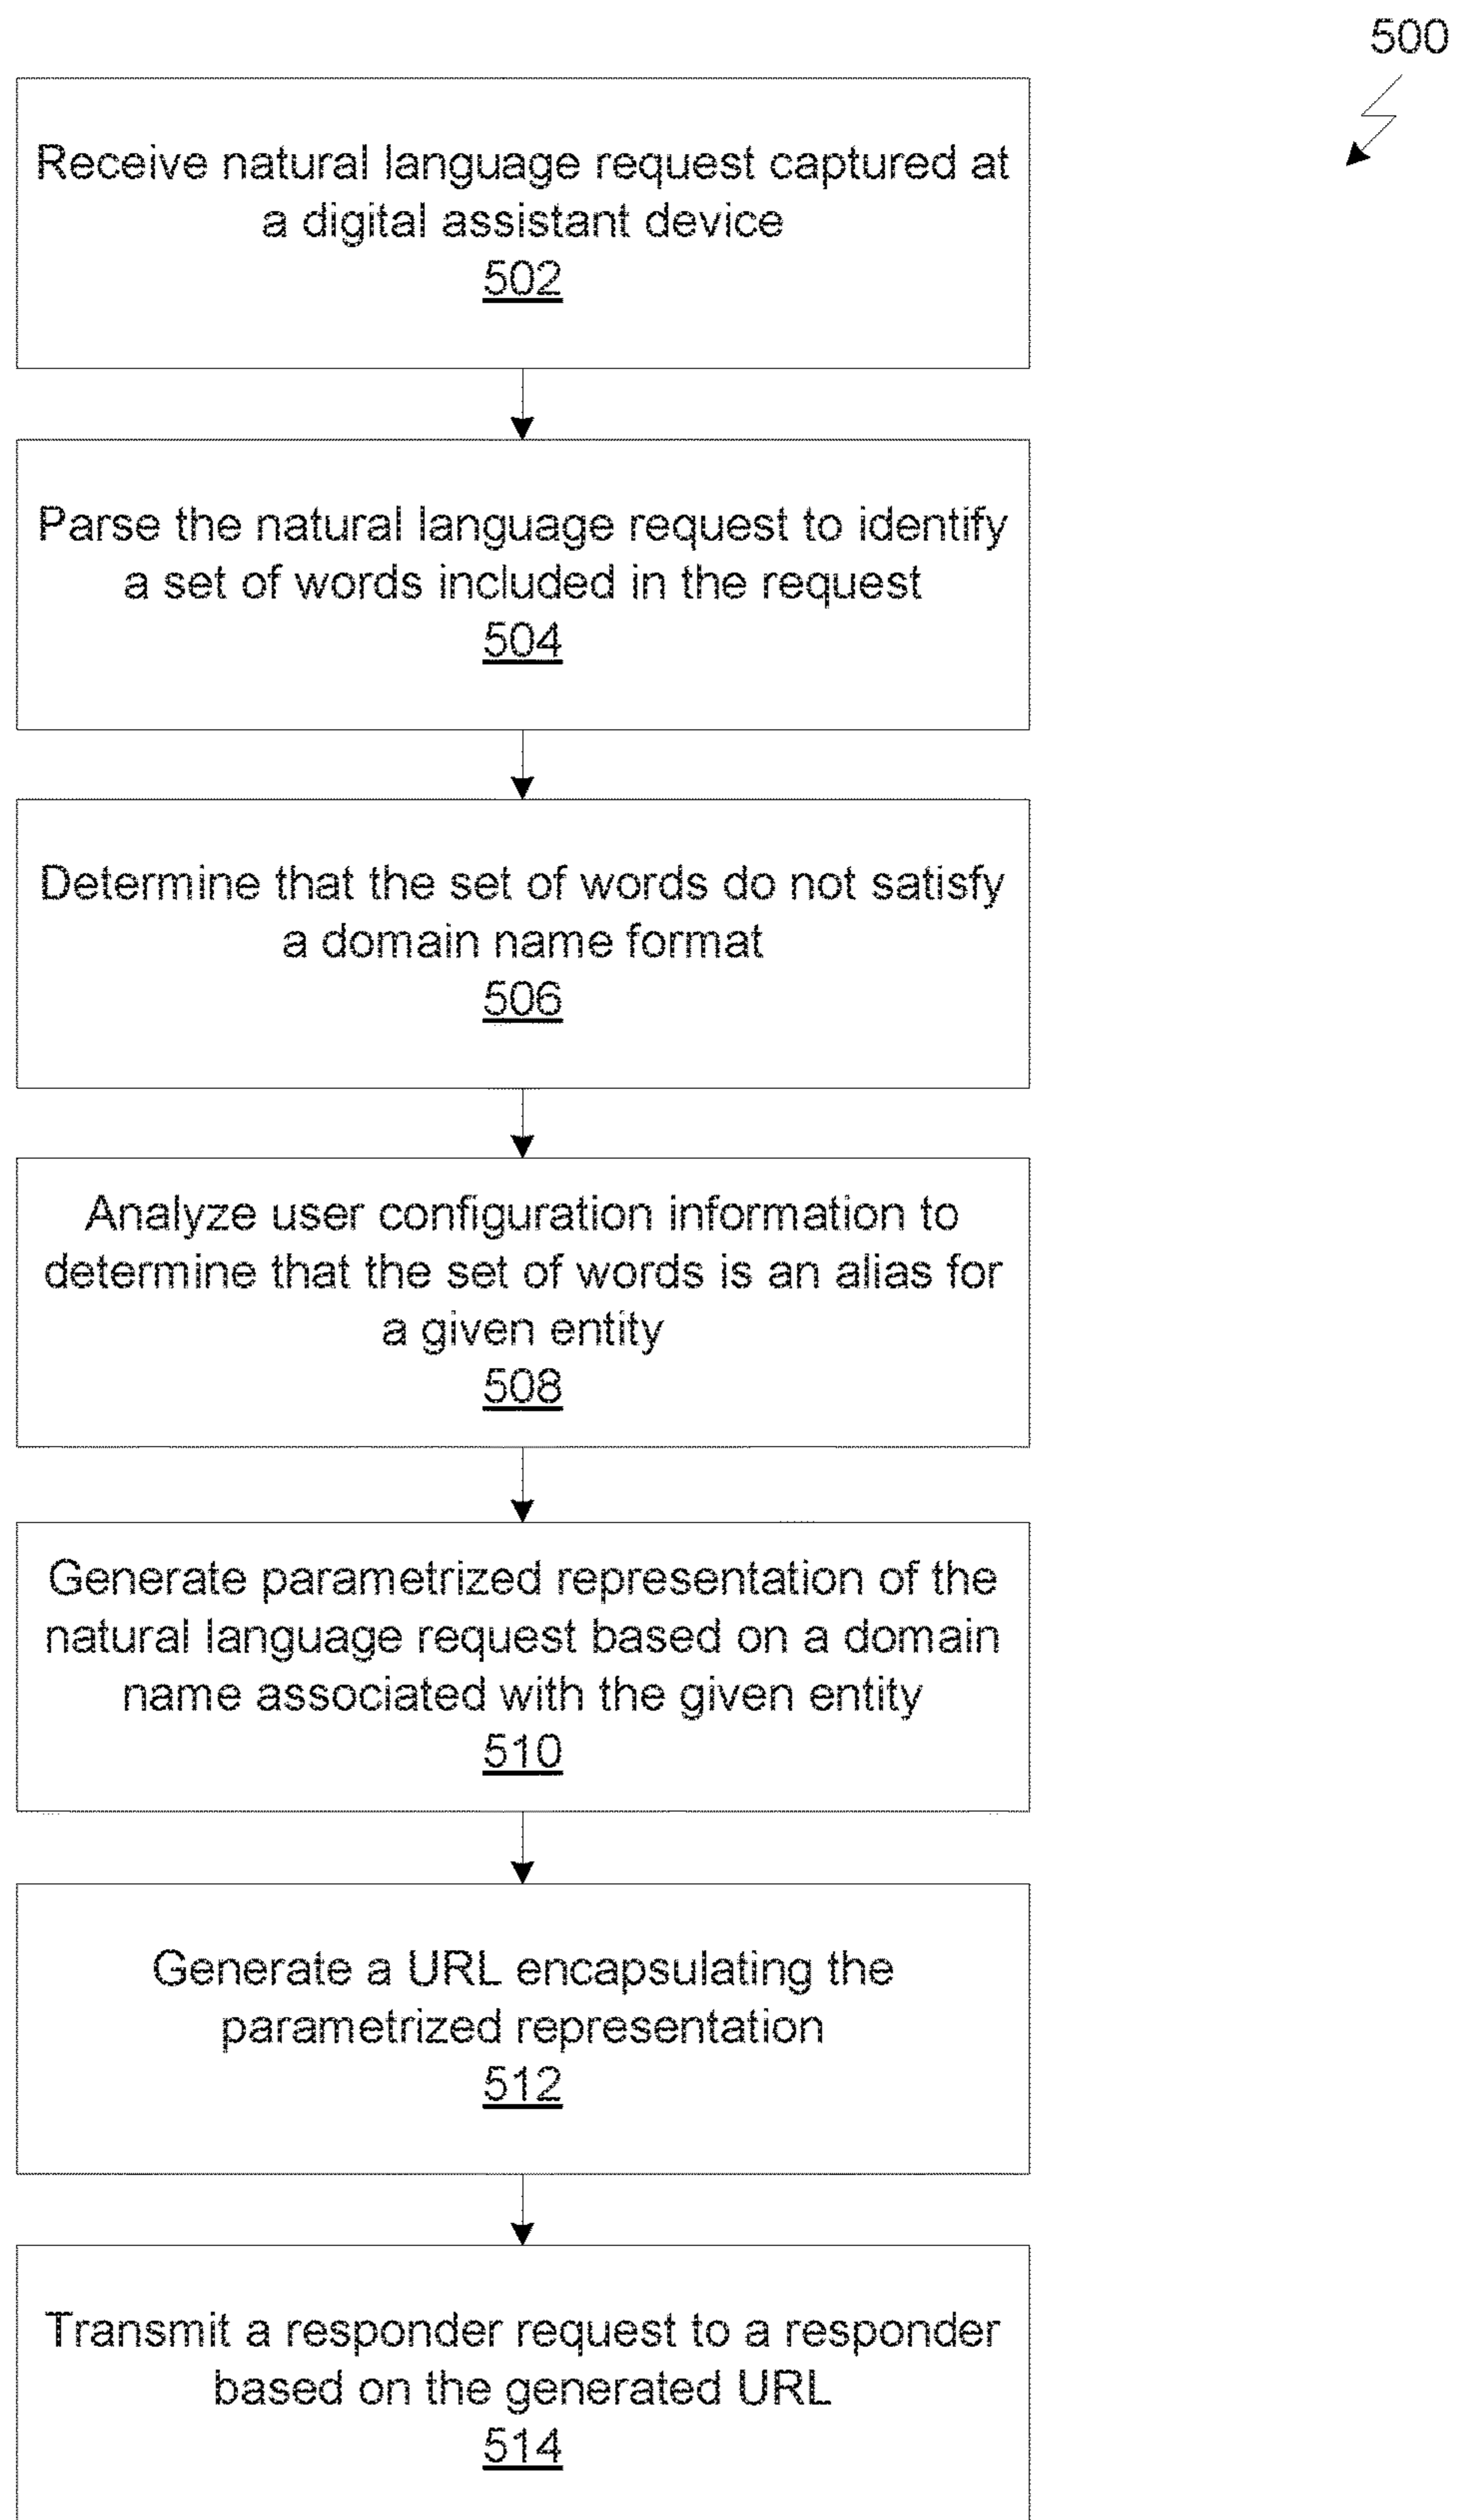 500
Receive natural language request captured at
a digital assistant device
502
Parse the natural language request to identify
a set of words included in the request
504
Determine that the set of words do not satisfy
a domain name format
506
Analyze user configuration information to
determine that the set of words is an alias for
a given entity
508
Generate parametrized representation of the
natural language request based on a domain
name associated with the given entity
510
Generate a URL encapsulating the
parametrized representation
512
Transmit a responder request to a responder
based on the generated URL
514